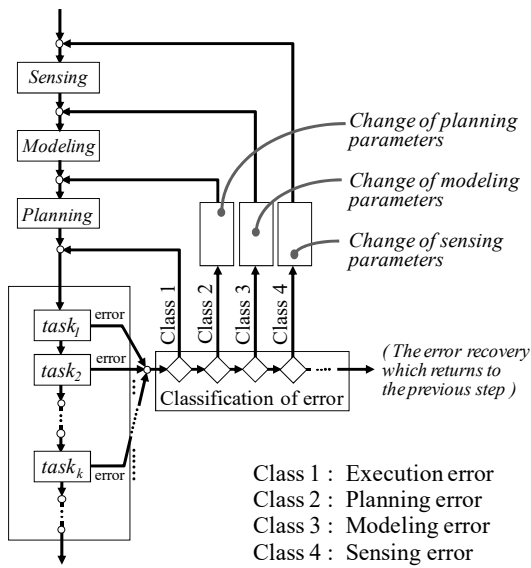 Sensing
Modeling
Planning
Change of planning
parameters
Change of modeling
parameters
Change of sensing
parameters
Class 1
Class 2
Class 3
Class 4
task1
error
task2
error
taskk
error
Classification of error
( The error recovery
which returns to
the previous step )
Class 1 : Execution error
Class 2 : Planning error
Class 3 : Modeling error
Class 4 : Sensing error